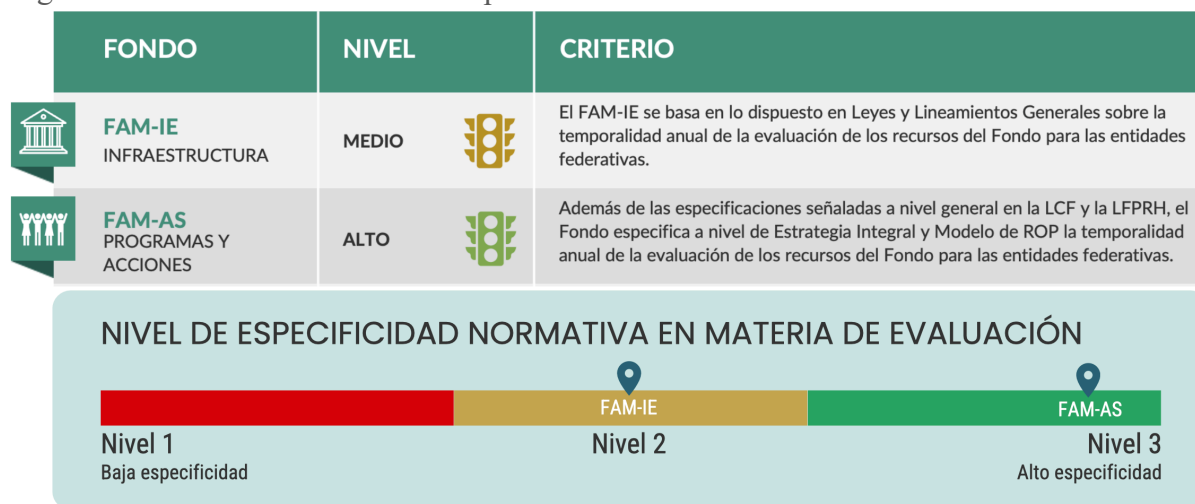 FONDO NIVEL CRITERIO
FAM-IE
INFRAESTRUCTURA
MEDIO
El FAM-IE se basa en lo dispuesto en Leyes y Lineamientos Generales sobre la
temporalidad anual de la evaluación de los recursos del Fondo para las entidades
federativas.
FAM-AS
PROGRAMAS Y
ACCIONES
ALTO
Además de las especificaciones señaladas a nivel general en la LCF y la LFPRH, el
Fondo especifica a nivel de Estrategia Integral y Modelo de ROP la temporalidad
anual de la evaluación de los recursos del Fondo para las entidades federativas.
NIVEL DE ESPECIFICIDAD NORMATIVA EN MATERIA DE EVALUACIÓN
FAM-IE FAM-AS
Nivel 1 Nivel 2 Nivel 3
Baja especificidad Alto especificidad